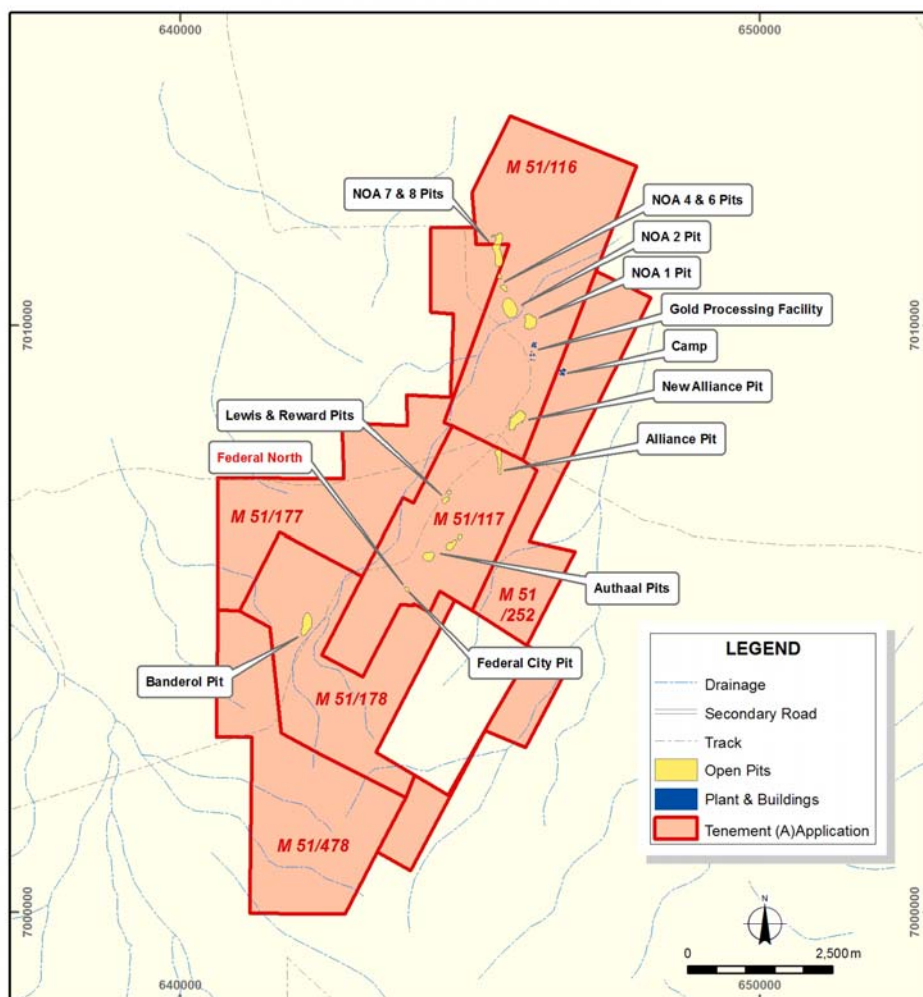 640000
650000
M 51/116
NOA 7 & 8 Pits
NOA 4 & 6 Pits
NOA 2 Pit
NOA 1 Pit
7010000
7010000
Gold Processing Facility
Camp
New Alliance Pit
Lewis & Reward Pits
Alliance Pit
Federal North
M 51/177
M 51/117
Authaal Pits
M 51
/252
Federal City Pit
Banderol Pit
M 51/178
M 51/478
LEGEND
Drainage
Secondary Road
Track
Open Pits
Plant & Buildings
Tenement (A)Application
7000000
7000000
N
0
2,500m
640000
650000